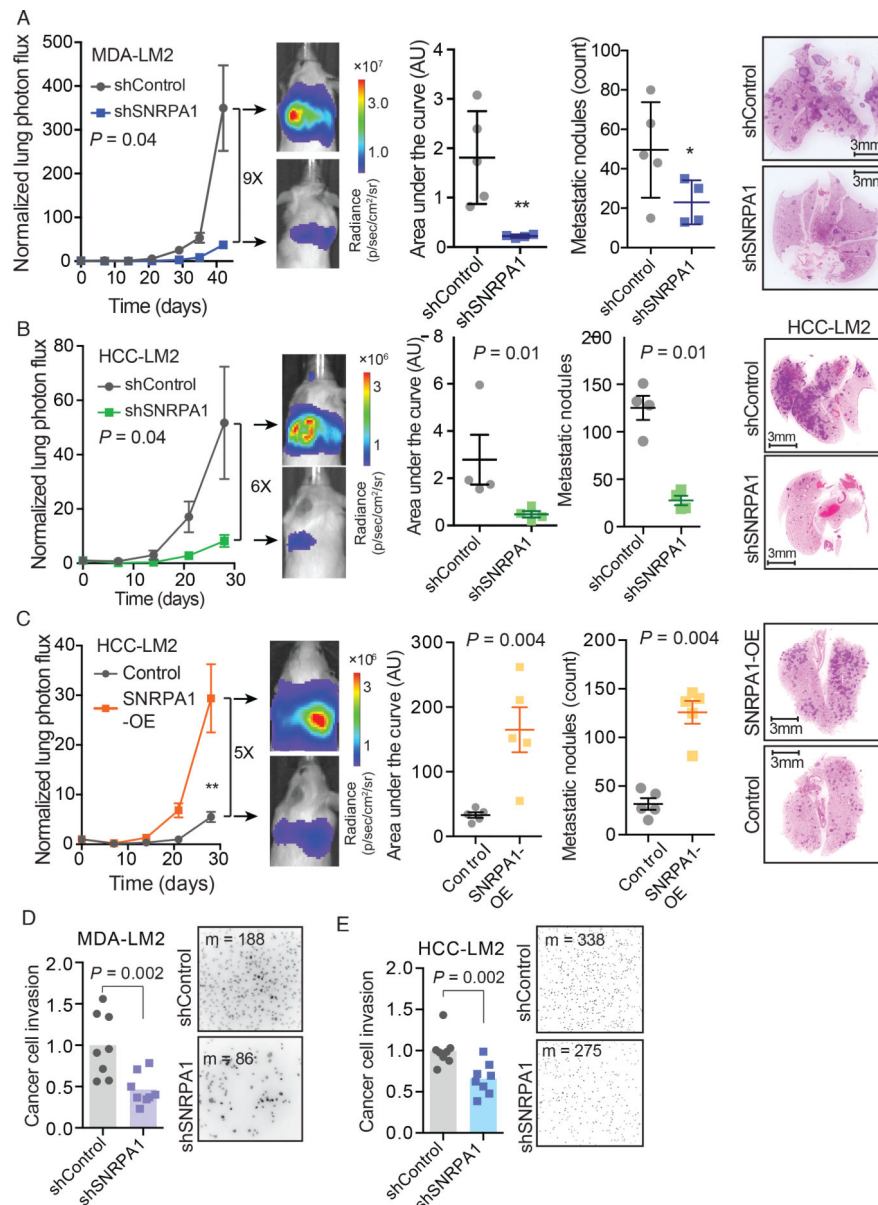 A
MDA-LM2
shControl
shSNRPA1
P = 0.04
Normalized lung photon flux
500
400
300
200
100
50
0
0 10 20 30 40
Time (days)
9X
×10⁷
3.0
1.0
Radiance
(p/sec/cm²/sr)
Area under the curve (AU)
4
3
2
1
0
**
shControl
shSNRPA1
Metastatic nodules (count)
100
80
60
40
20
0
*
shControl
shSNRPA1
shControl
3mm
shSNRPA1
3mm
B
HCC-LM2
shControl
shSNRPA1
P = 0.04
Normalized lung photon flux
80
60
40
20
0
0 10 20 30
Time (days)
6X
×10⁶
3
1
Radiance
(p/sec/cm²/sr)
Area under the curve (AU)
8
6
4
2
0
P = 0.01
shControl
shSNRPA1
Metastatic nodules
200
150
100
50
0
P = 0.01
shControl
shSNRPA1
HCC-LM2
shControl
3mm
shSNRPA1
3mm
C
HCC-LM2
Control
SNRPA1
-OE
Normalized lung photon flux
40
30
20
10
0
**
0 10 20 30
Time (days)
5X
×10⁶
3
1
Radiance
(p/sec/cm²/sr)
Area under the curve (AU)
300
200
100
0
P = 0.004
Control
SNRPA1-
OE
Metastatic nodules (count)
200
150
100
50
0
P = 0.004
Control
SNRPA1-
OE
SNRPA1-OE
3mm
Control
3mm
D
MDA-LM2
P = 0.002
Cancer cell invasion
2.0
1.5
1.0
0.5
0.0
shControl
shSNRPA1
shControl
m = 188
shSNRPA1
m = 86
E
HCC-LM2
P = 0.002
Cancer cell invasion
2.0
1.5
1.0
0.5
0.0
shControl
shSNRPA1
shControl
m = 338
shSNRPA1
m = 275